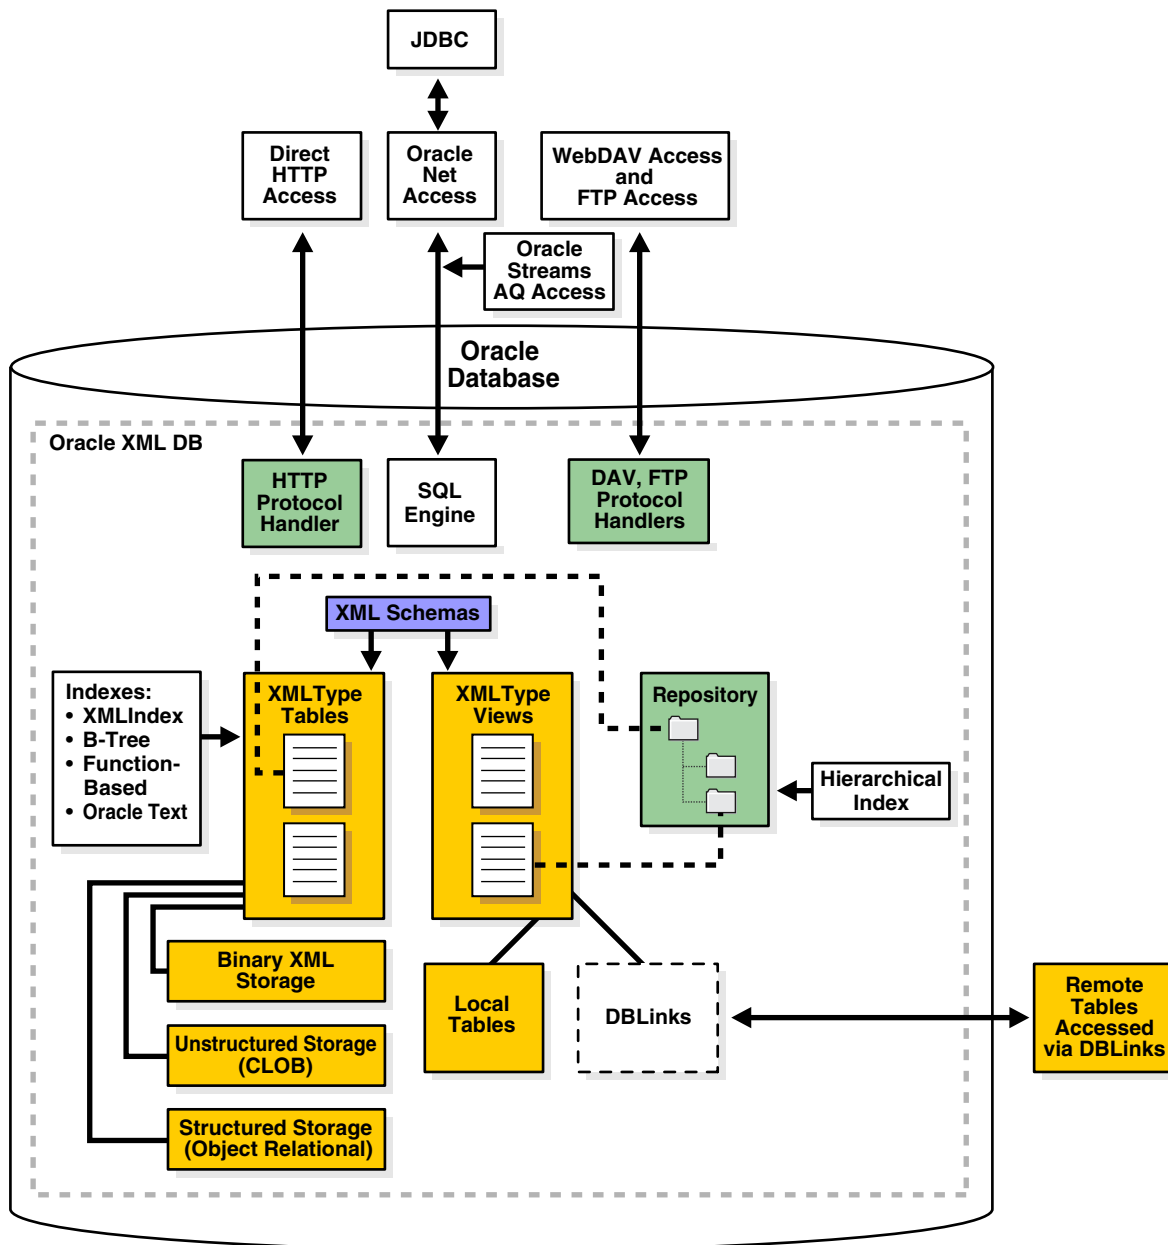 JDBC
Direct
HTTP
Access
Oracle
Net
Access
WebDAV Access
and
FTP Access
Oracle
Streams
AQ Access
Oracle
Database
Oracle XML DB
HTTP
Protocol
Handler
SQL
Engine
DAV, FTP
Protocol
Handlers
XML Schemas
Indexes:
• XMLIndex
• B-Tree
• Function-
Based
• Oracle Text
XMLType
Tables
XMLType
Views
Repository
Hierarchical
Index
Binary XML
Storage
Unstructured Storage
(CLOB)
Structured Storage
(Object Relational)
Local
Tables
DBLinks
Remote
Tables
Accessed
via DBLinks